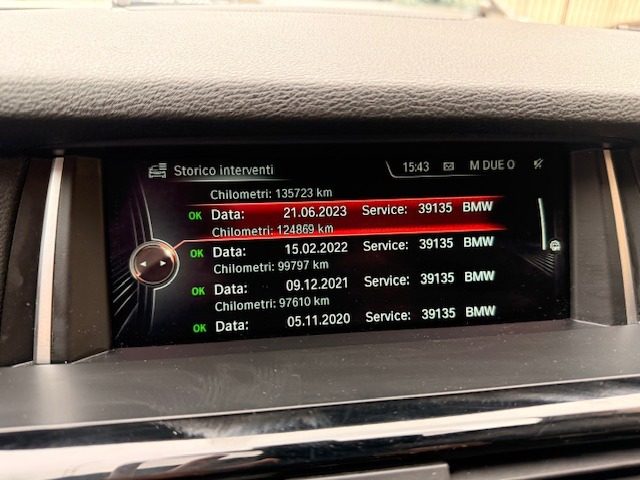 Storico interventi 15:43 M DUE O
Chilometri: 135723 km
OK Data: 21.06.2023 Service: 39135 BMW
Chilometri: 124869 km
OK Data: 15.02.2022 Service: 39135 BMW
Chilometri: 99797 km
OK Data: 09.12.2021 Service: 39135 BMW
Chilometri: 97610 km
OK Data: 05.11.2020 Service: 39135 BMW